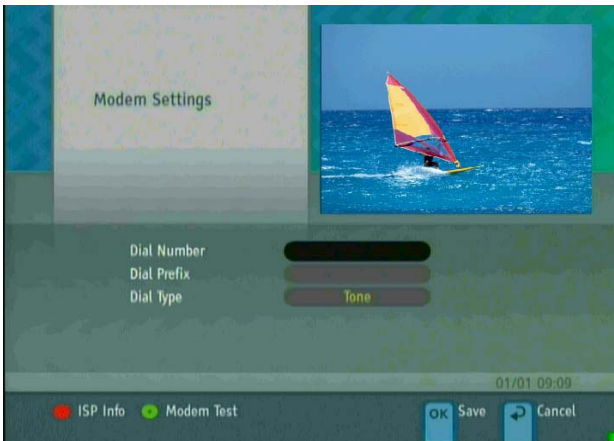 Modem Settings
Dial Number
Dial Prefix
Dial Type Tone
01/01 09:09
ISP Info Modem Test OK Save Cancel